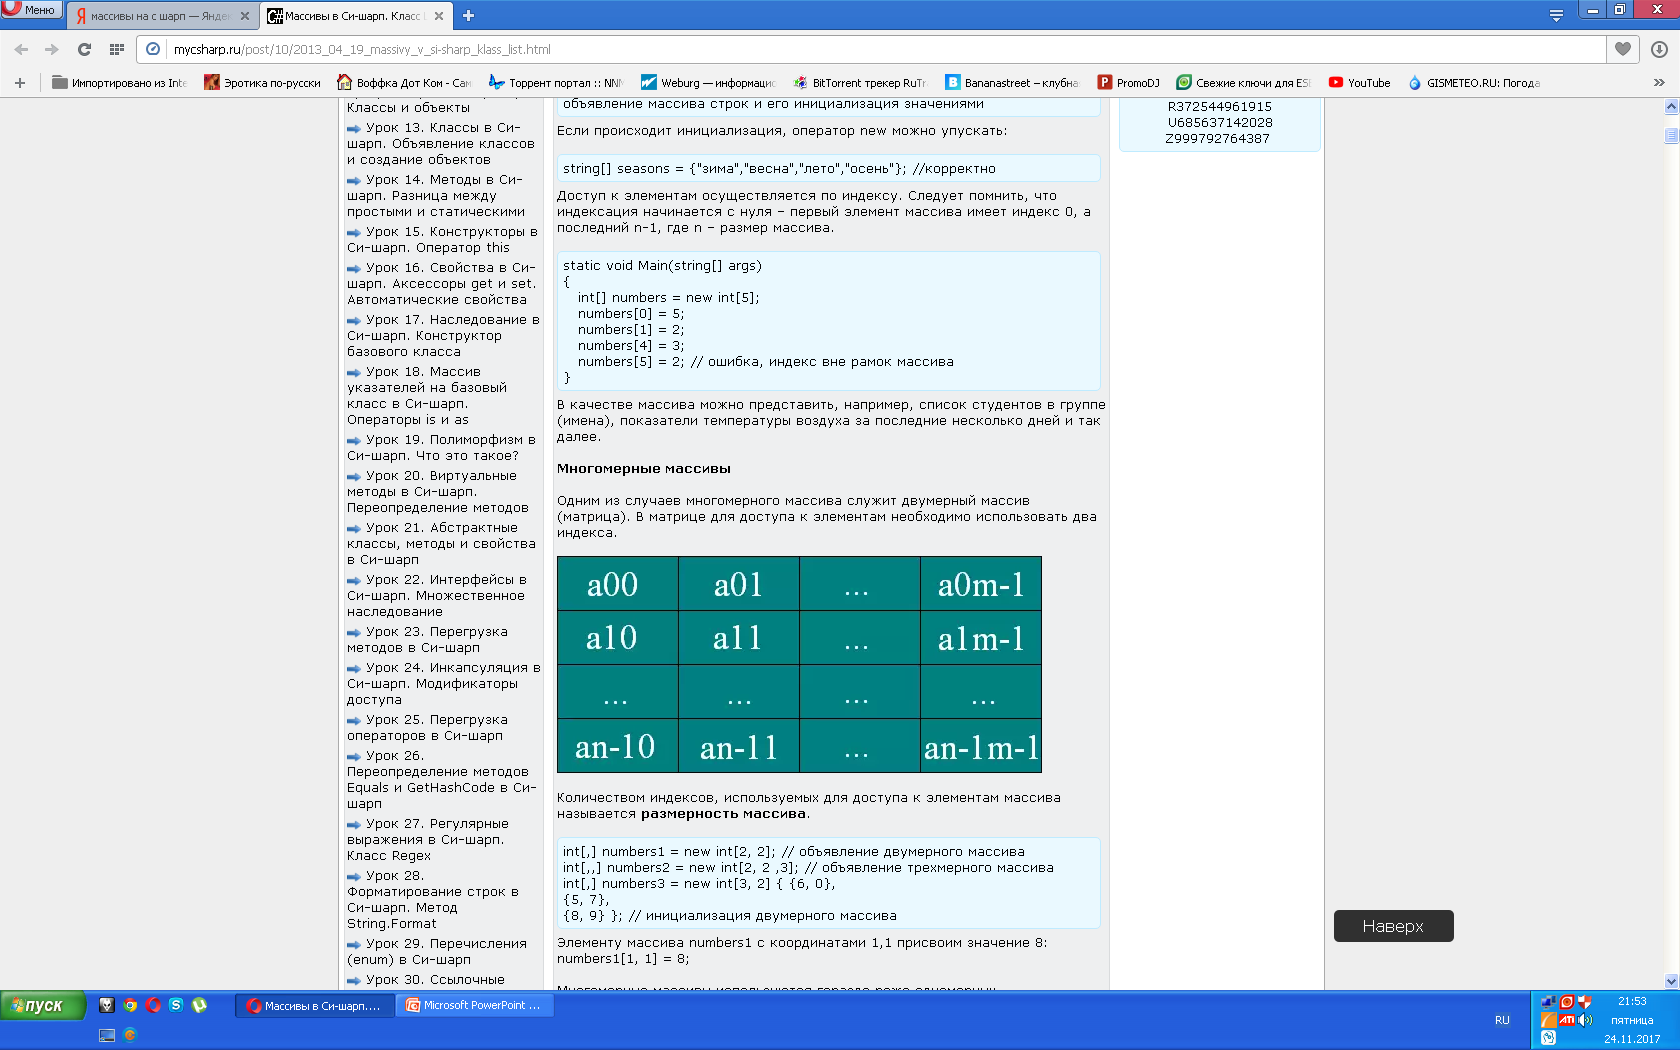 Меню
массивы на с шарп — Янде
Массивы в Си-шарп. Класс
mycsharp.ru/post/10/2013_04_19_massivy_v_si-sharp_klass_list.html
Импортировано из Inte
Эротика по-русски
Воффка Дот Ком - Сам
Торрент портал :: NNM
Weburg — информаци
BitTorrent трекер RuTr
Bananastreet – клубна
PromoDJ
Свежие ключи для ES
YouTube
GISMETEO.RU: Погода
Классы и объекты
Урок 13. Классы в Си-
шарп. Объявление классов
и создание объектов
Урок 14. Методы в Си-
шарп. Разница между
простыми и статическими
Урок 15. Конструкторы в
Си-шарп. Оператор this
Урок 16. Свойства в Си-
шарп. Аксессоры get и set.
Автоматические свойства
Урок 17. Наследование в
Си-шарп. Конструктор
базового класса
Урок 18. Массив
указателей на базовый
класс в Си-шарп.
Операторы is и as
Урок 19. Полиморфизм в
Си-шарп. Что это такое?
Урок 20. Виртуальные
методы в Си-шарп.
Переопределение методов
Урок 21. Абстрактные
классы, методы и свойства
в Си-шарп
Урок 22. Интерфейсы в
Си-шарп. Множественное
наследование
Урок 23. Перегрузка
методов в Си-шарп
Урок 24. Инкапсуляция в
Си-шарп. Модификаторы
доступа
Урок 25. Перегрузка
операторов в Си-шарп
Урок 26.
Переопределение методов
Equals и GetHashCode в Си-
шарп
Урок 27. Регулярные
выражения в Си-шарп.
Класс Regex
Урок 28.
Форматирование строк в
Си-шарп. Метод
String.Format
Урок 29. Перечисления
(enum) в Си-шарп
Урок 30. Ссылочные
объявление массива строк и его инициализация значениями
Если происходит инициализация, оператор new можно упускать:
string[] seasons = {"зима","весна","лето","осень"}; //корректно
Доступ к элементам осуществляется по индексу. Следует помнить, что
индексация начинается с нуля – первый элемент массива имеет индекс 0, а
последний n-1, где n – размер массива.
static void Main(string[] args)
{
int[] numbers = new int[5];
numbers[0] = 5;
numbers[1] = 2;
numbers[4] = 3;
numbers[5] = 2; // ошибка, индекс вне рамок массива
}
В качестве массива можно представить, например, список студентов в группе
(имена), показатели температуры воздуха за последние несколько дней и так
далее.
Многомерные массивы
Одним из случаев многомерного массива служит двумерный массив
(матрица). В матрице для доступа к элементам необходимо использовать два
индекса.
a00 a01 ... a0m-1
a10 a11 ... a1m-1
... ... ... ...
an-10 an-11 ... an-1m-1
Количеством индексов, используемых для доступа к элементам массива
называется размерность массива.
int[,] numbers1 = new int[2, 2]; // объявление двумерного массива
int[,,] numbers2 = new int[2, 2 ,3]; // объявление трехмерного массива
int[,] numbers3 = new int[3, 2] { {6, 0},
{5, 7},
{8, 9} }; // инициализация двумерного массива
Элементу массива numbers1 с координатами 1,1 присвоим значение 8:
numbers1[1, 1] = 8;
Многомерные массивы используются гораздо реже одномерных
R372544961915
U685637142028
Z999792764387
Наверх
пуск
Массивы в Си-шарп....
Microsoft PowerPoint ...
RU
21:53
пятница
24.11.2017